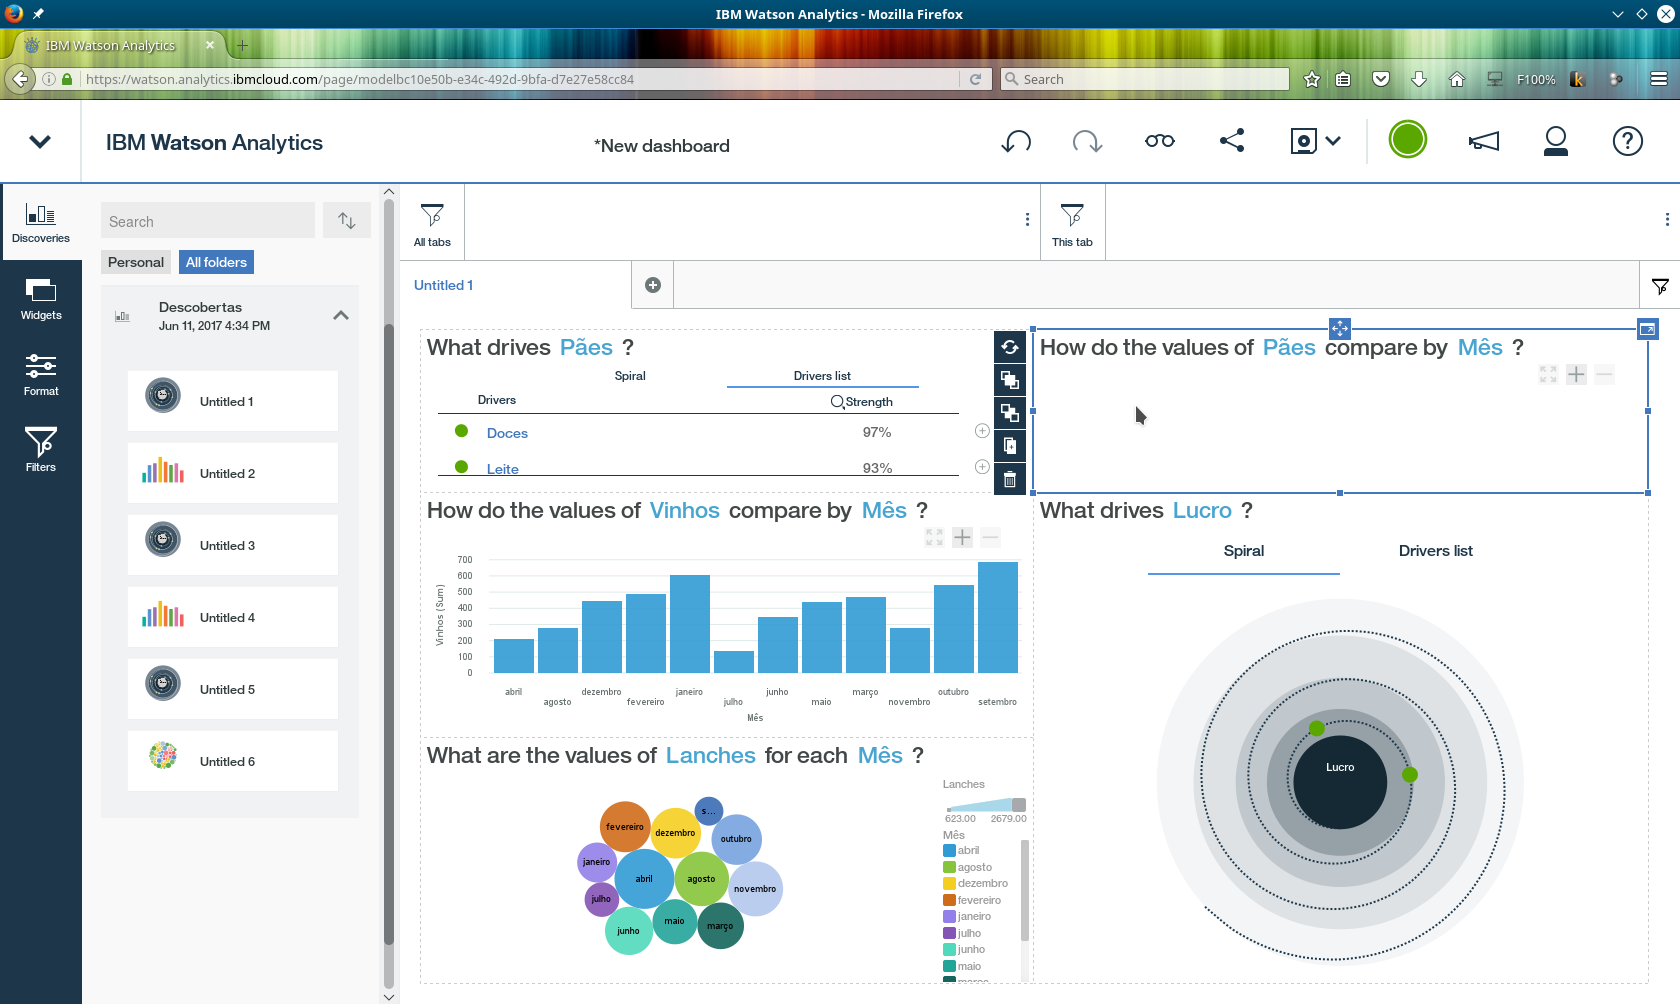 IBM Watson Analytics - Mozilla Firefox
IBM Watson Analytics
https://watson.analytics.ibmcloud.com/page/modelbc10e50b-e34c-492d-9bfa-d7e27e58cc84
Search
F100%
IBM Watson Analytics
*New dashboard
Discoveries
Widgets
Format
Filters
Search
Personal
All folders
Descobertas
Jun 11, 2017 4:34 PM
Untitled 1
Untitled 2
Untitled 3
Untitled 4
Untitled 5
Untitled 6
All tabs
This tab
Untitled 1
What drives Pães ?
Spiral
Drivers list
Drivers
Strength
Doces
97%
Leite
93%
How do the values of Pães compare by Mês ?
How do the values of Vinhos compare by Mês ?
Vinhos (Sum)
700
600
500
400
300
200
100
0
abril
agosto
dezembro
fevereiro
janeiro
julho
junho
maio
março
novembro
outubro
setembro
Mês
What drives Lucro ?
Spiral
Drivers list
Lucro
What are the values of Lanches for each Mês ?
fevereiro
dezembro
s...
outubro
janeiro
abril
agosto
novembro
julho
junho
maio
março
Lanches
623.00
2679.00
Mês
abril
agosto
dezembro
fevereiro
janeiro
julho
junho
maio
março